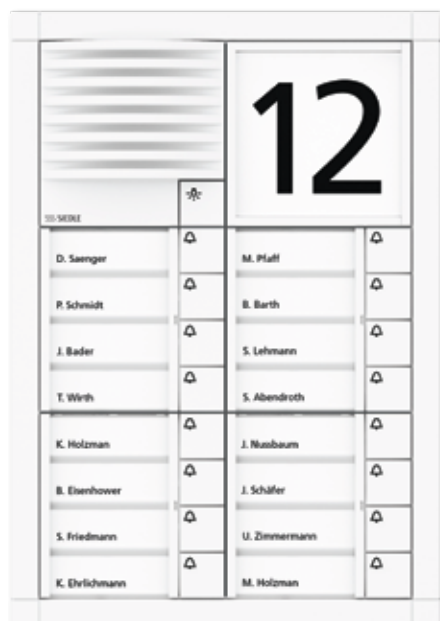 12
SSS SIEDLE
D. Saenger
P. Schmidt
J. Bader
T. Wirth
K. Holzman
B. Eisenhower
S. Friedmann
K. Ehrlichmann
M. Pfaff
B. Barth
S. Lehmann
S. Abendroth
J. Nussbaum
J. Schäfer
U. Zimmermann
M. Holzman